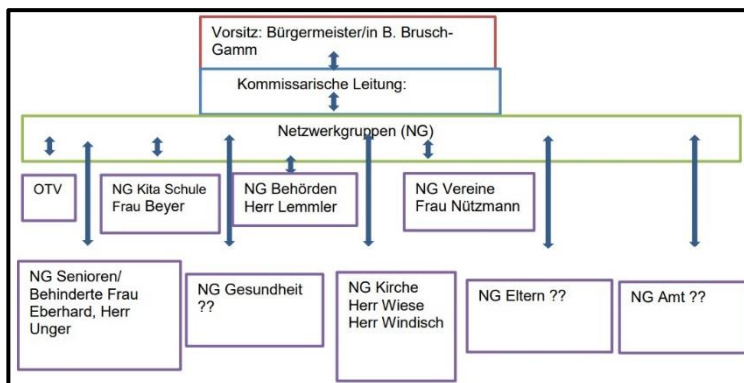 Vorsitz: Bürgermeister/in B. Brusch-
Gamm
Kommissarische Leitung:
Netzwerkgruppen (NG)
OTV
NG Kita Schule
Frau Beyer
NG Behörden
Herr Lemmler
NG Vereine
Frau Nützmann
NG Senioren/
Behinderte Frau
Eberhard, Herr
Unger
NG Gesundheit
??
NG Kirche
Herr Wiese
Herr Windisch
NG Eltern ??
NG Amt ??